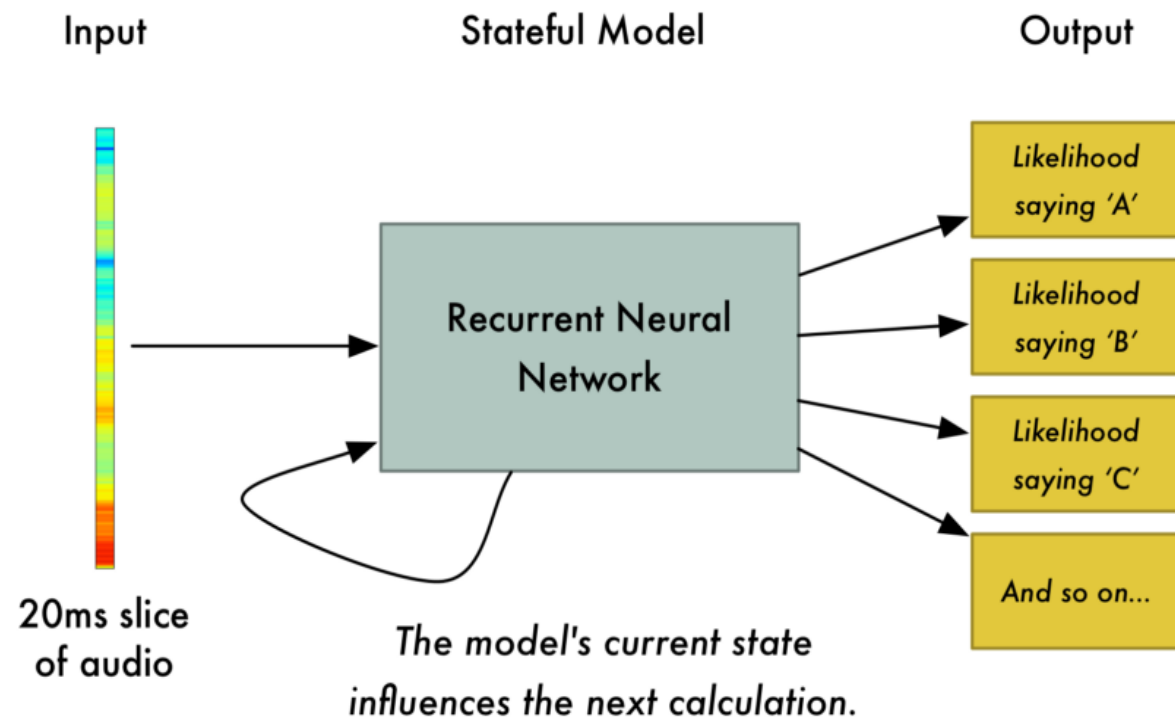 Input
Stateful Model
Output
20ms slice
of audio
Recurrent Neural
Network
The model's current state
influences the next calculation.
Likelihood
saying ‘A’
Likelihood
saying ‘B’
Likelihood
saying ‘C’
And so on...